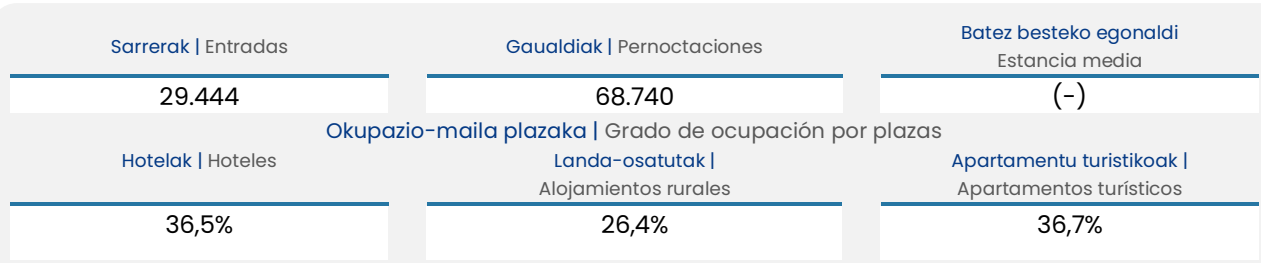 Sarrerak | Entradas
Gaualdiak | Pernoctaciones
Batez besteko egonaldi
Estancia media
29.444
68.740
(-)
Okupazio-maila plazaka | Grado de ocupación por plazas
Hotelak | Hoteles
Landa-osatutak |
Alojamientos rurales
Apartamentu turistikoak |
Apartamentos turísticos
36,5%
26,4%
36,7%